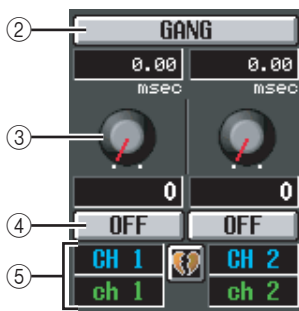 ② GANG
0.00 0.00
msec msec
③
0 0
④ OFF OFF
⑤ CH 1 CH 2
ch 1 ch 2